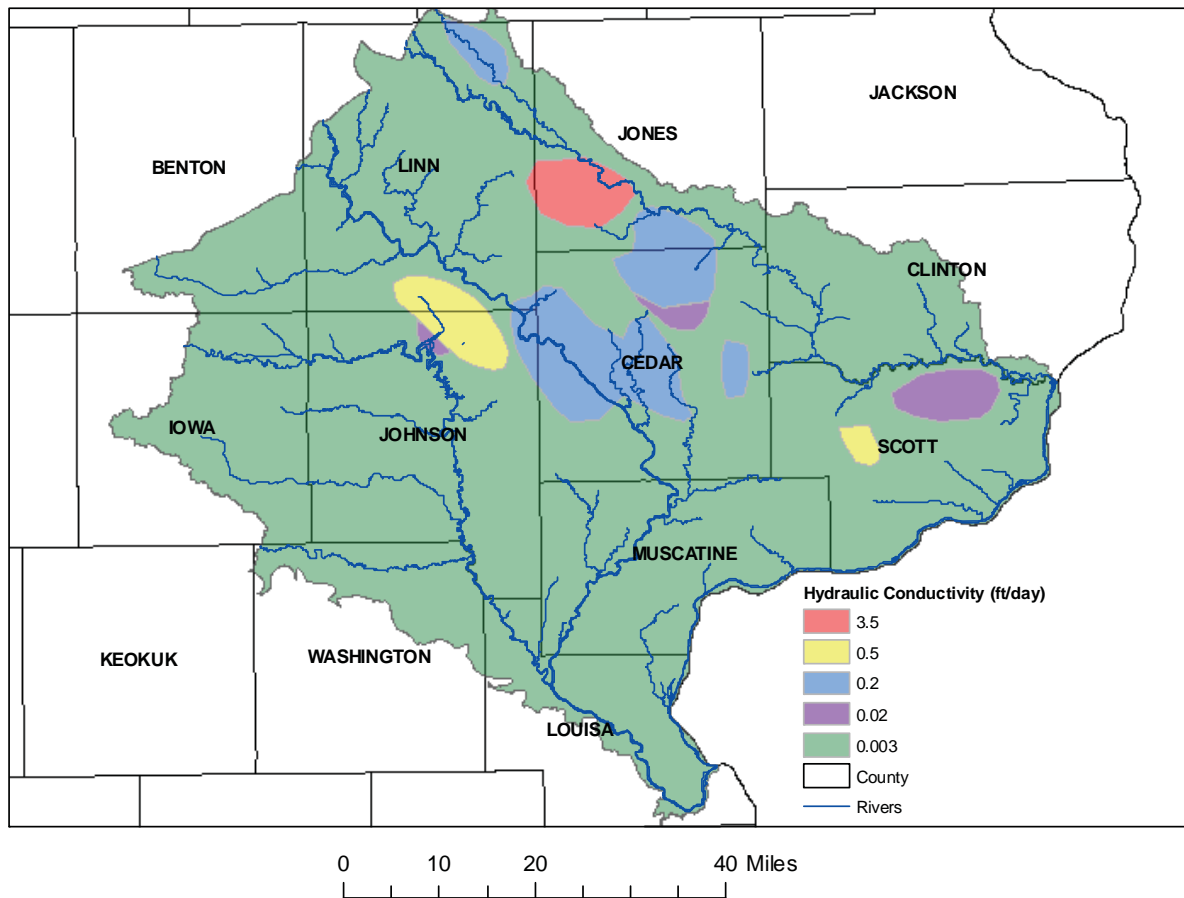 JACKSON
JONES
BENTON
LINN
CLINTON
CEDAR
IOWA
JOHNSON
SCOTT
MUSCATINE
KEOKUK
WASHINGTON
LOUISA
Hydraulic Conductivity (ft/day)
3.5
0.5
0.2
0.02
0.003
County
Rivers
0 10 20 40 Miles